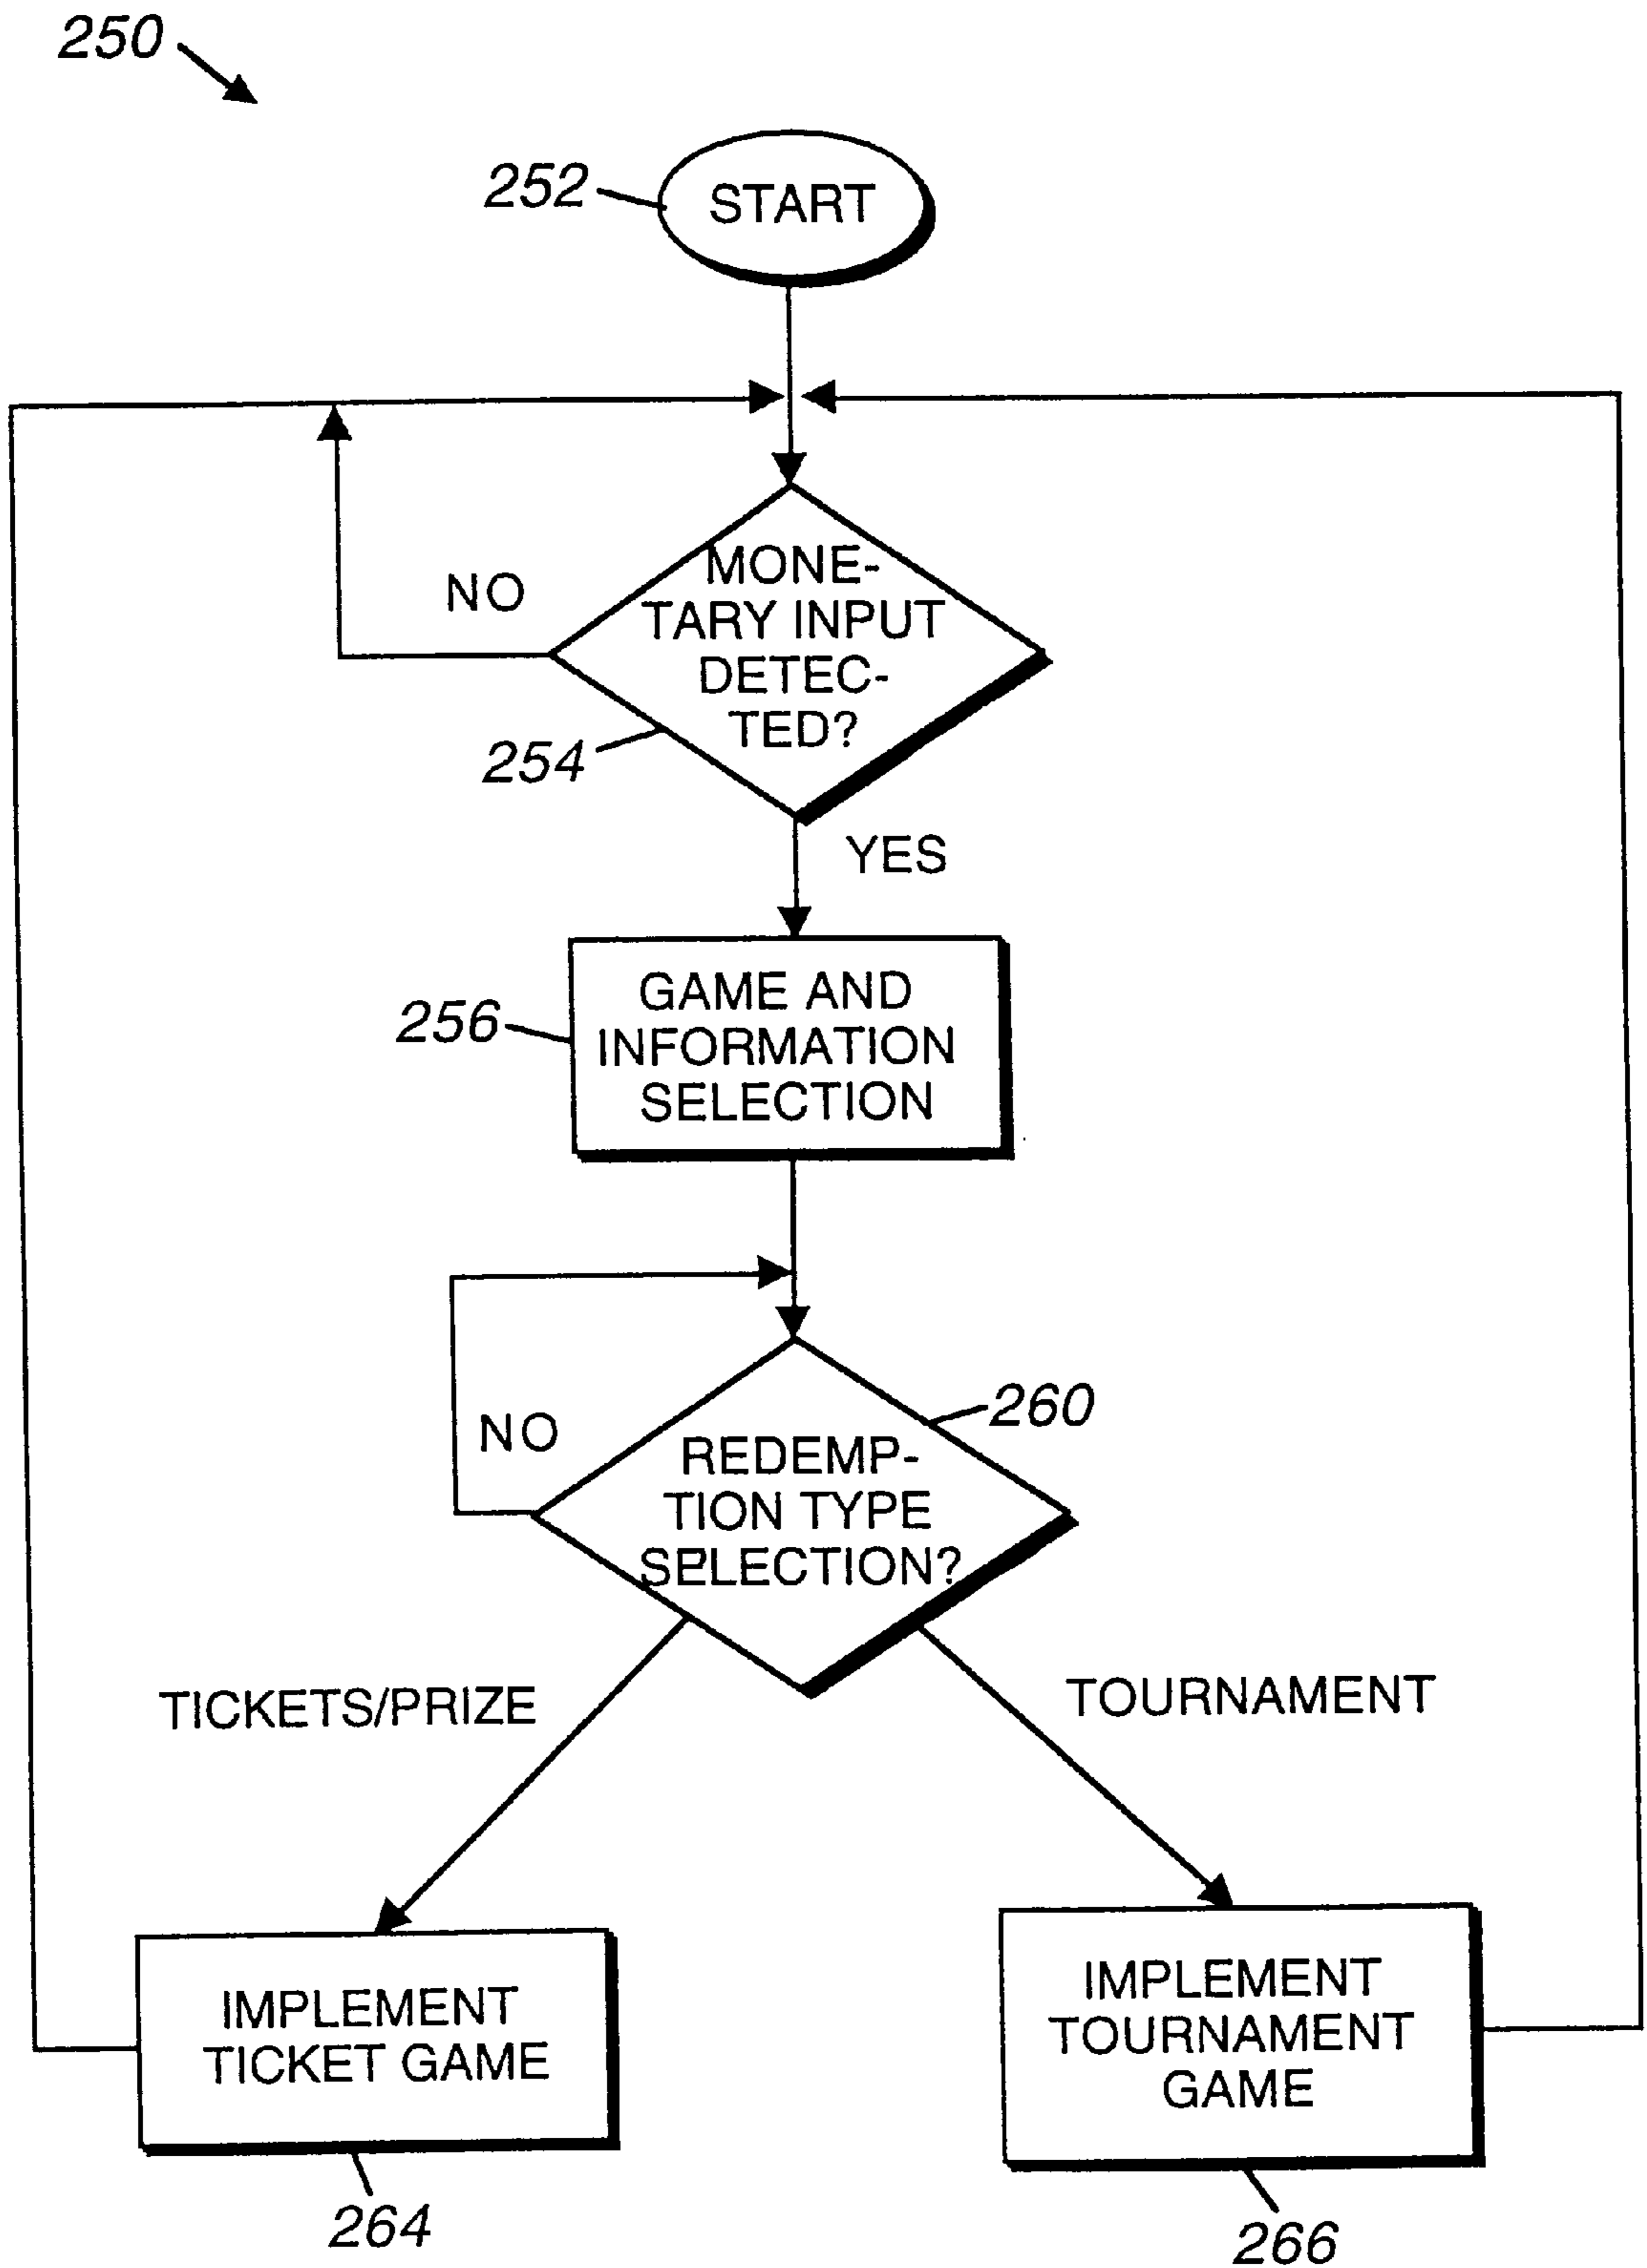 250
252
START
NO
MONE-
TARY INPUT
DETEC-
TED?
254
YES
256
GAME AND
INFORMATION
SELECTION
260
NO
REDEMP-
TION TYPE
SELECTION?
TICKETS/PRIZE
TOURNAMENT
IMPLEMENT
TICKET GAME
IMPLEMENT
TOURNAMENT
GAME
264
266